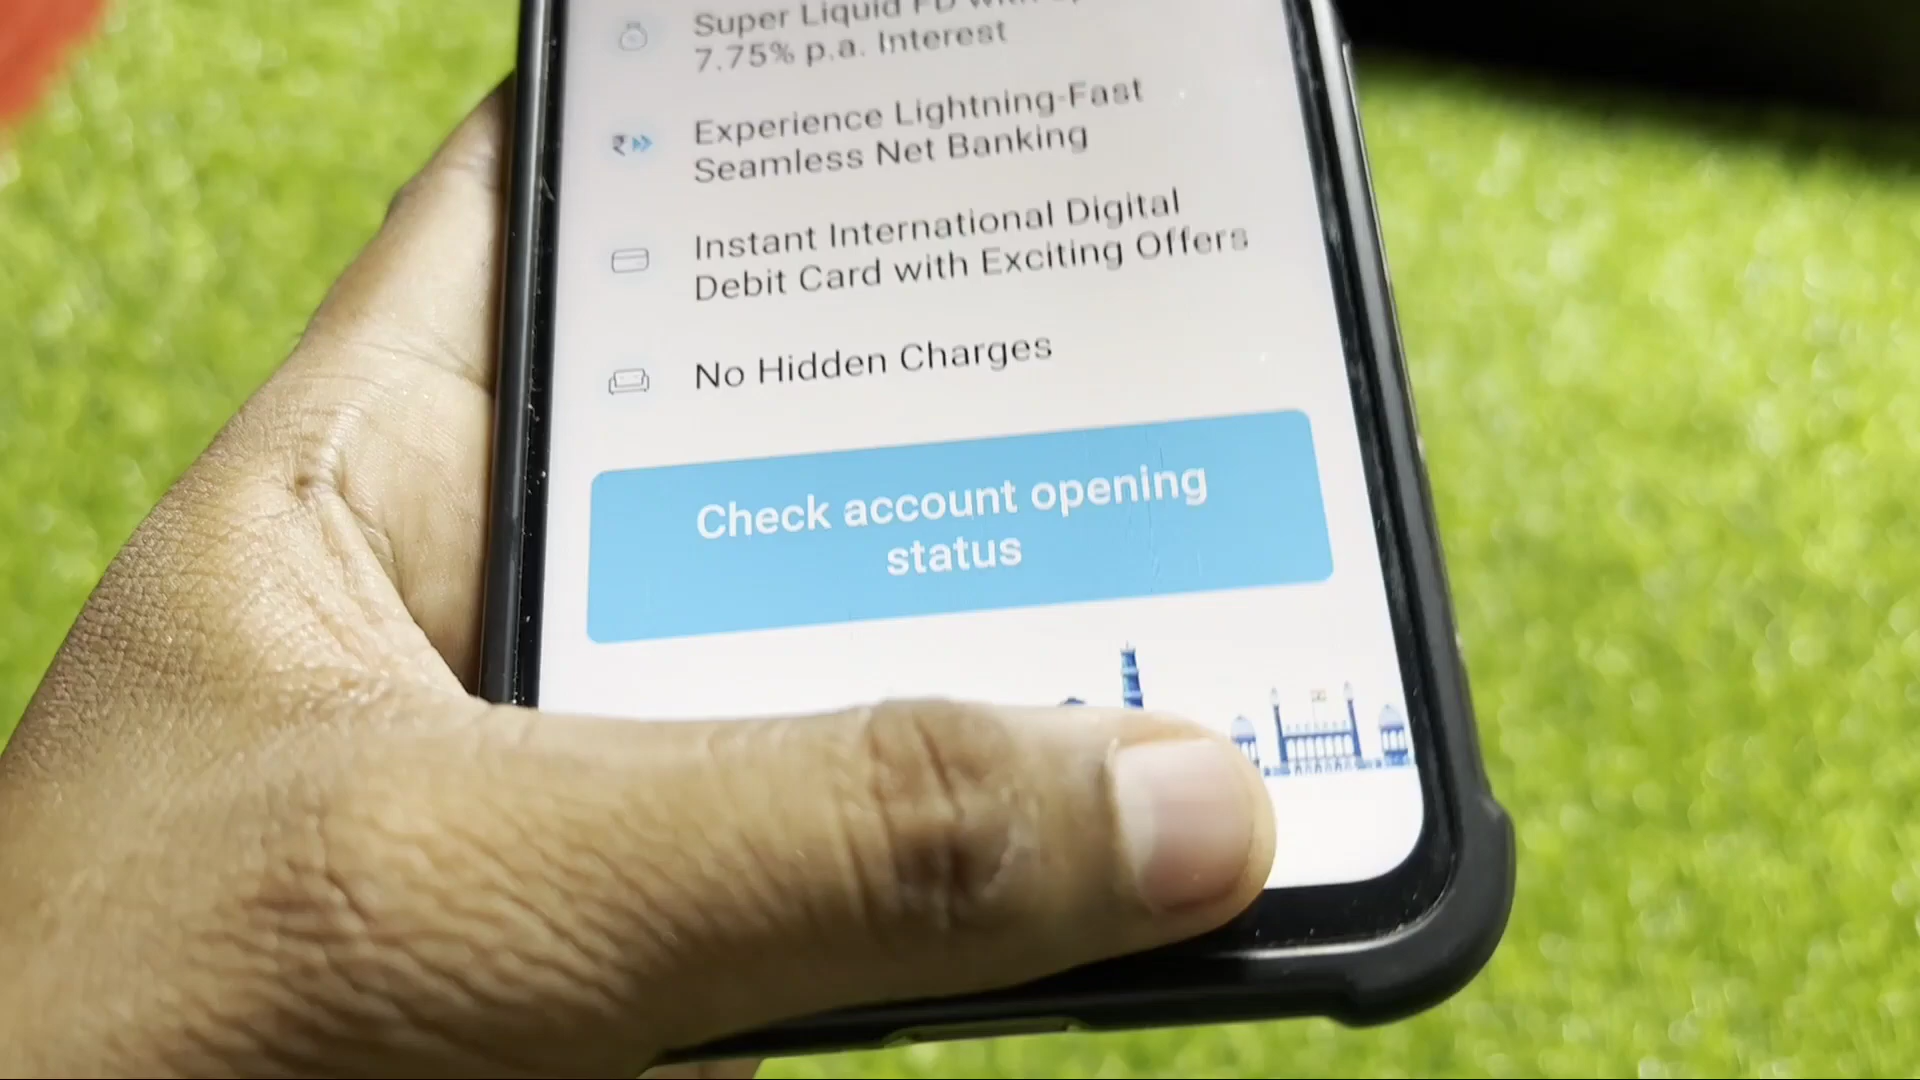 Super Liquid FD with
7.75% p.a. Interest
Experience Lightning-Fast
Seamless Net Banking
Instant International Digital
Debit Card with Exciting Offers
No Hidden Charges
Check account opening
status